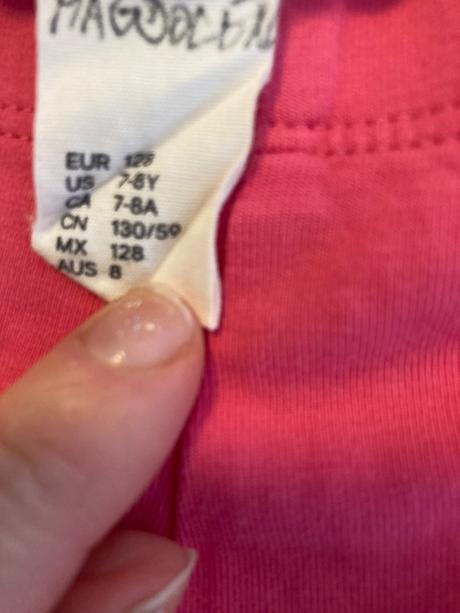 EUR 128
US 7-8Y
CA 7-8A
CN 130/59
MX 128
AUS 8